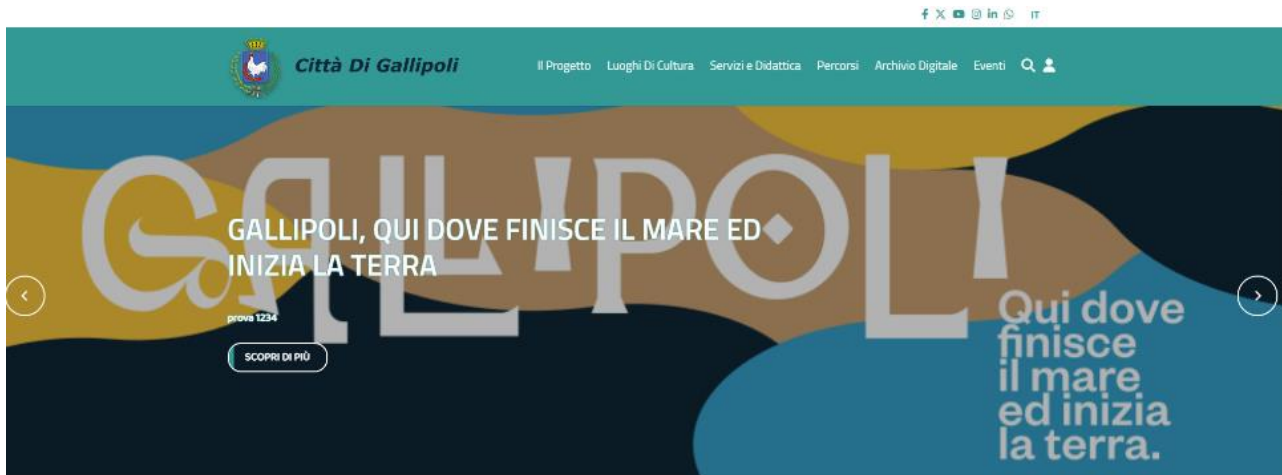 IT
Città Di Gallipoli
Il Progetto Luoghi Di Cultura Servizi e Didattica Percorsi Archivio Digitale Eventi
GALLIPOLI
GALLIPOLI, QUI DOVE FINISCE IL MARE ED
INIZIA LA TERRA
prova 1234
SCOPRI DI PIÙ
Qui dove
finisce
il mare
ed inizia
la terra.